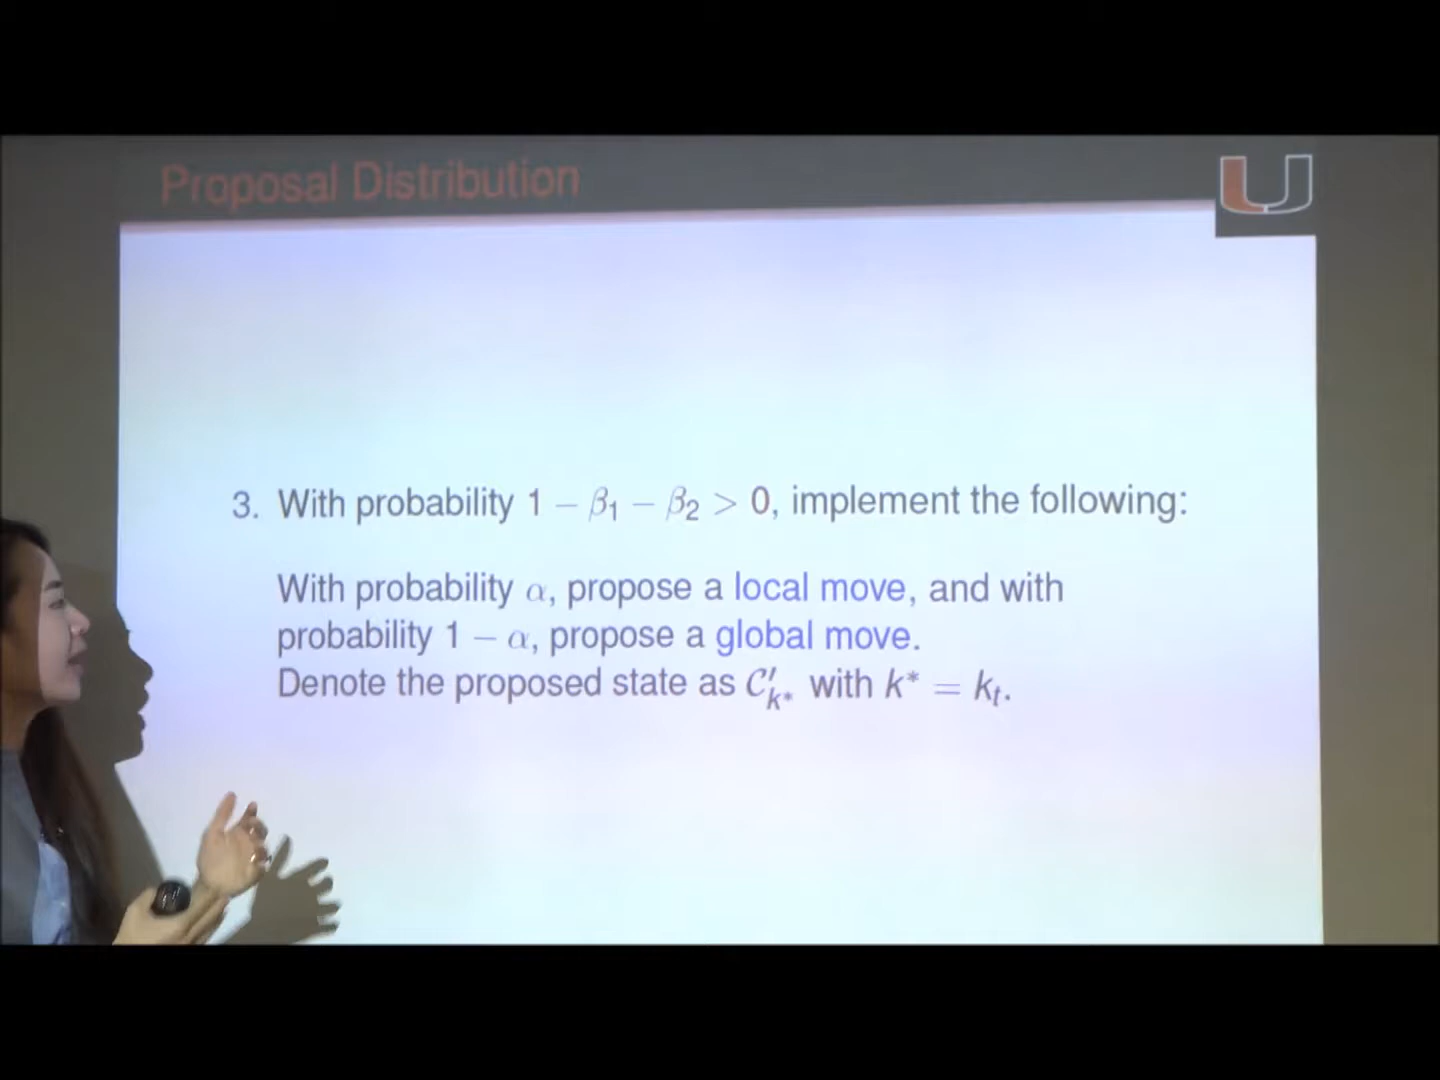 Proposal Distribution
3. With probability 1 − β₁ − β₂ > 0, implement the following:
With probability α, propose a local move, and with
probability 1 − α, propose a global move.
Denote the proposed state as 𝒞′ₖ* with k* = kₜ.